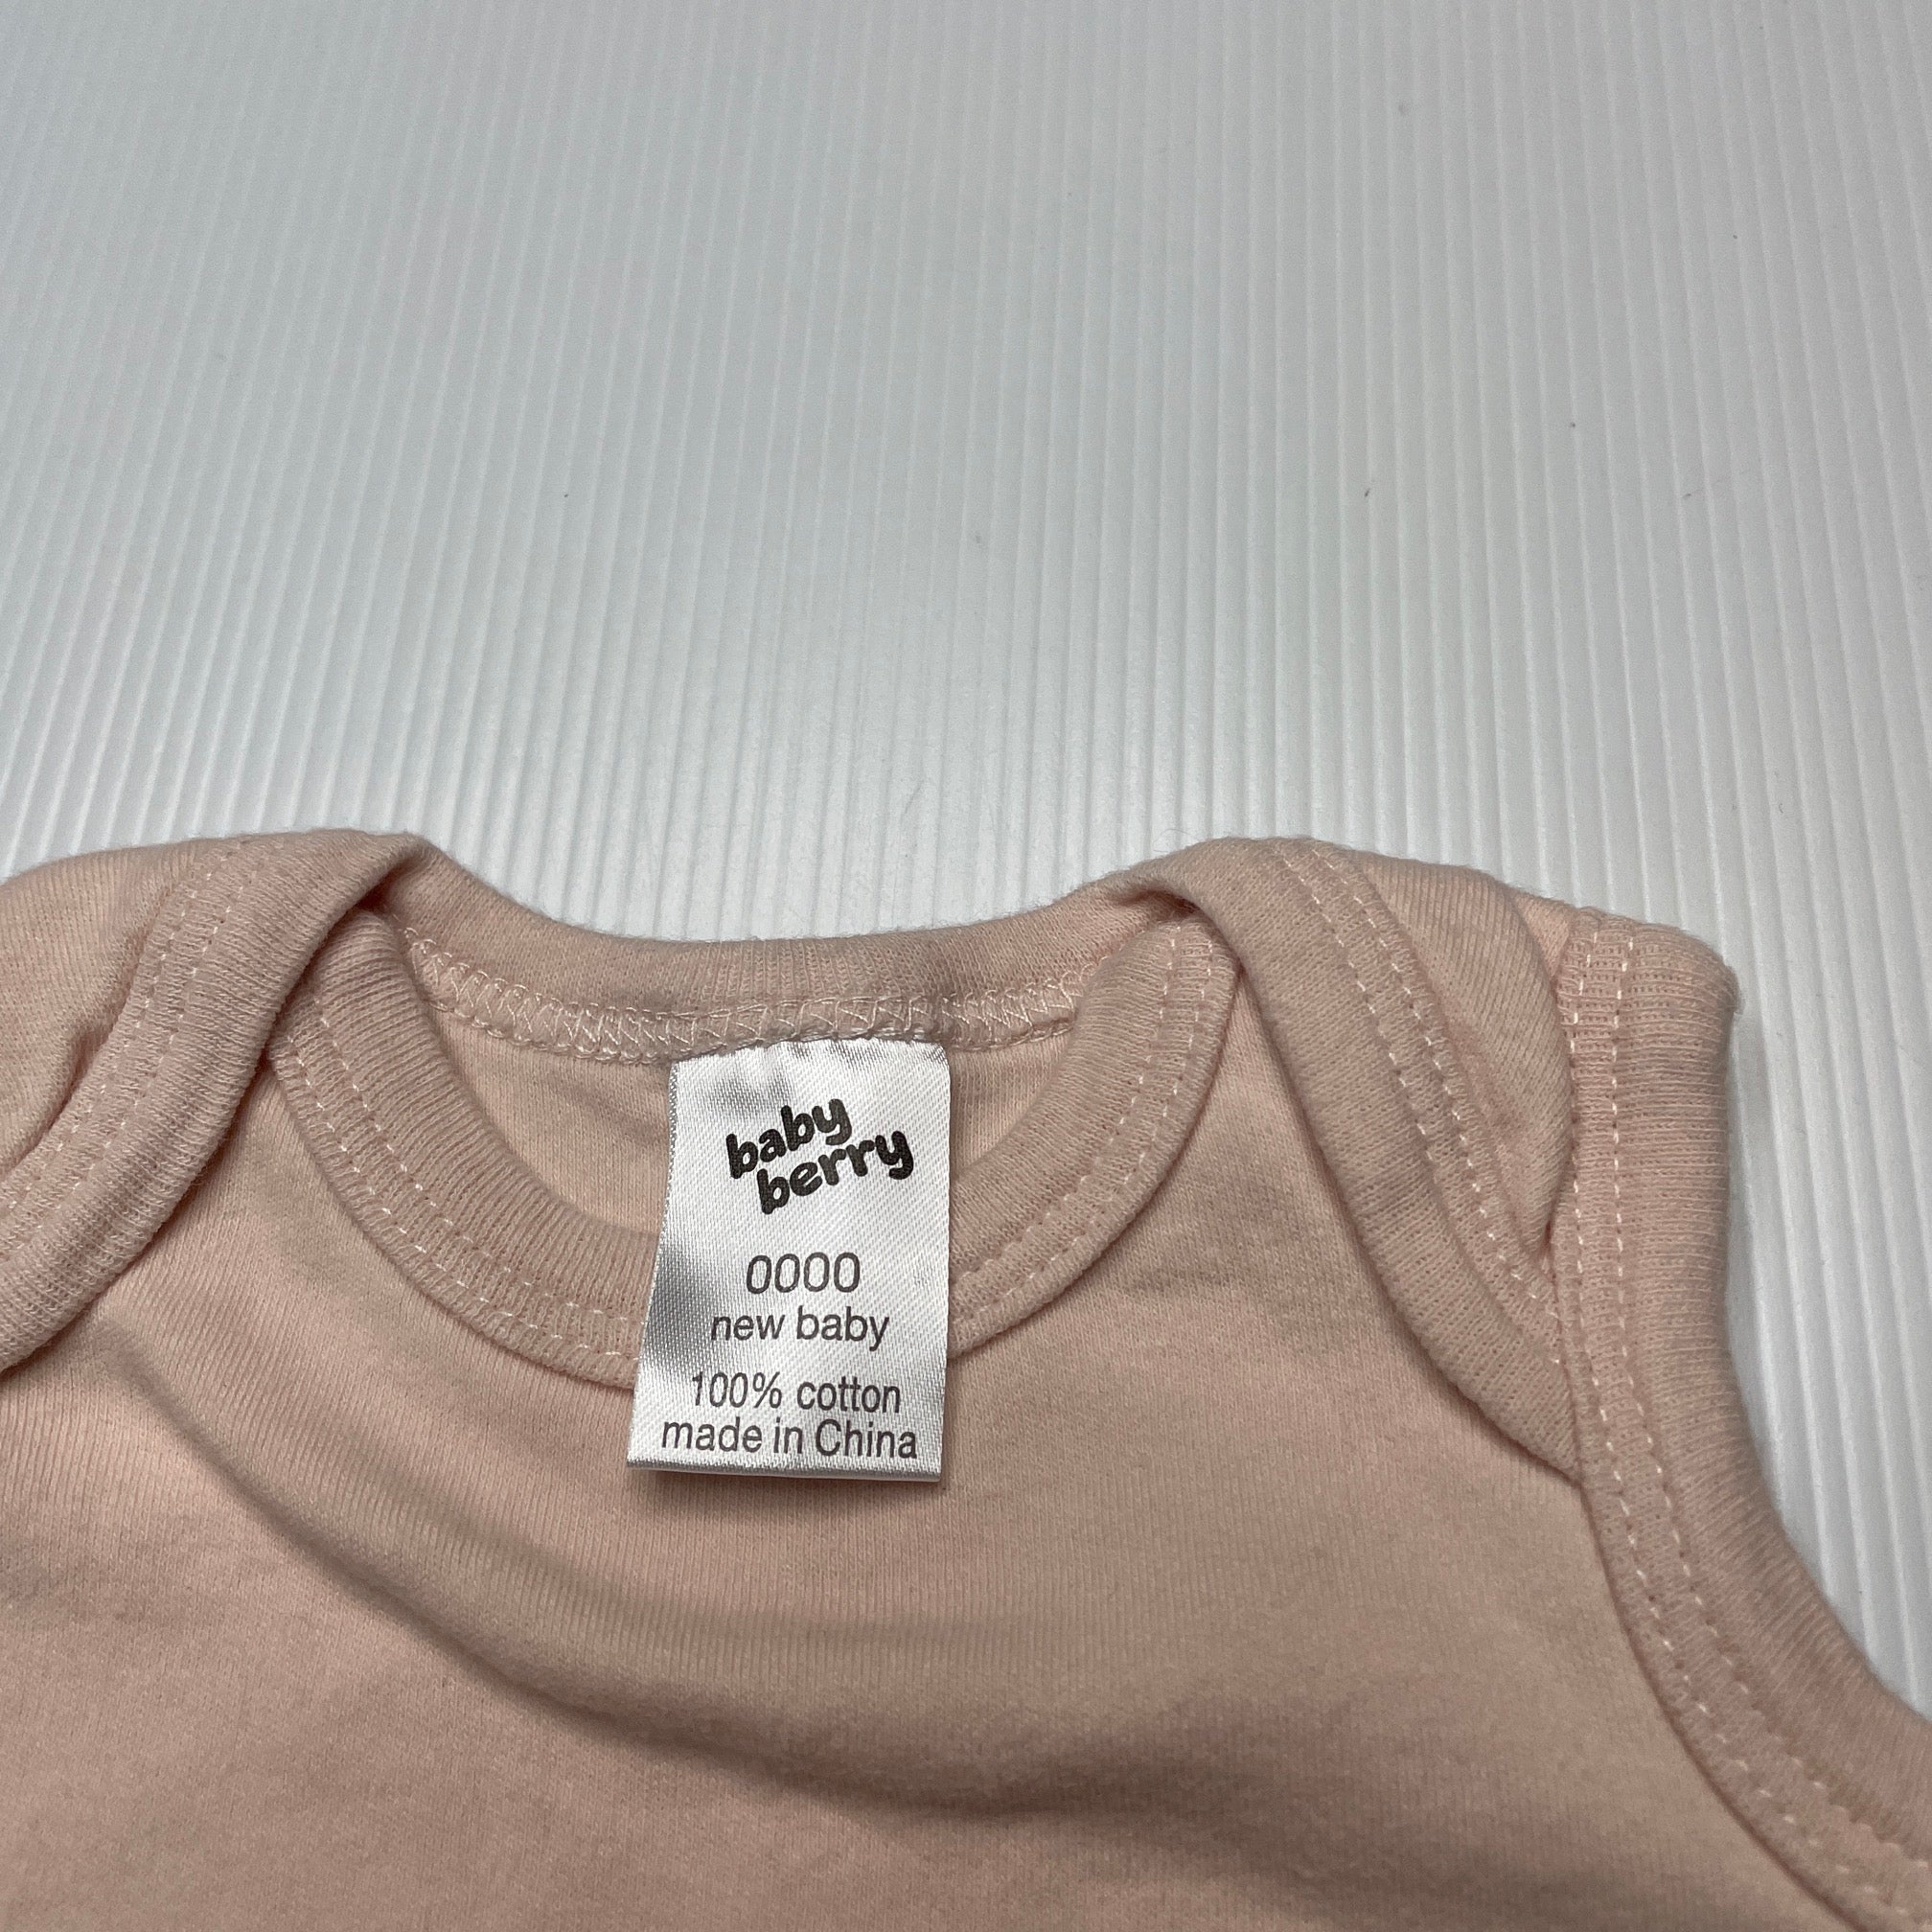 baby
berry
0000
new baby
100% cotton
made in China